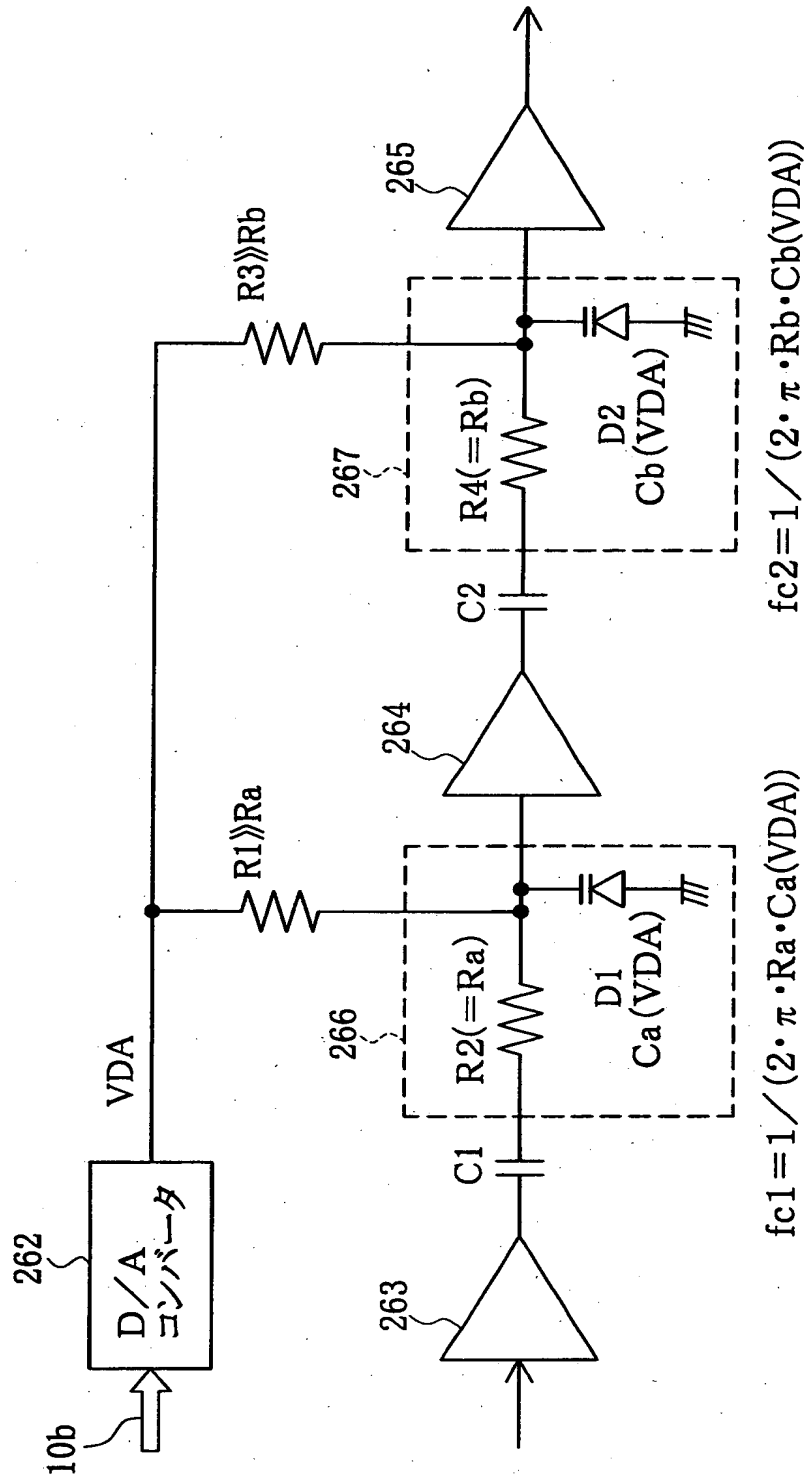 10b
262
D/A
コンバータ
VDA
R1≫Ra
R3≫Rb
263
C1
266
R2(=Ra)
D1
Ca(VDA)
264
C2
267
R4(=Rb)
D2
Cb(VDA)
265
fc1=1/(2・π・Ra・Ca(VDA))
fc2=1/(2・π・Rb・Cb(VDA))